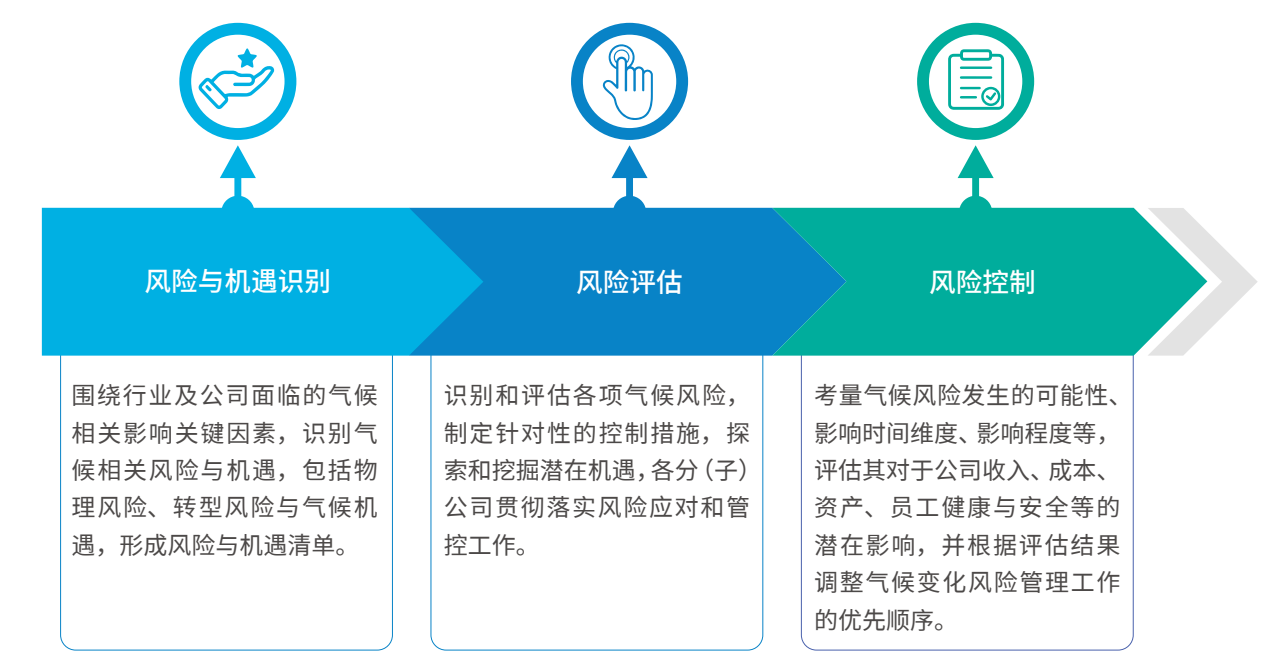 风险与机遇识别
风险评估
风险控制
围绕行业及公司面临的气候
相关影响关键因素，识别气
候相关风险与机遇，包括物
理风险、转型风险与气候机
遇，形成风险与机遇清单。
识别和评估各项气候风险，
制定针对性的控制措施，探
索和挖掘潜在机遇，各分（子）
公司贯彻落实风险应对和管
控工作。
考量气候风险发生的可能性、
影响时间维度、影响程度等，
评估其对于公司收入、成本、
资产、员工健康与安全等的
潜在影响，并根据评估结果
调整气候变化风险管理工作
的优先顺序。